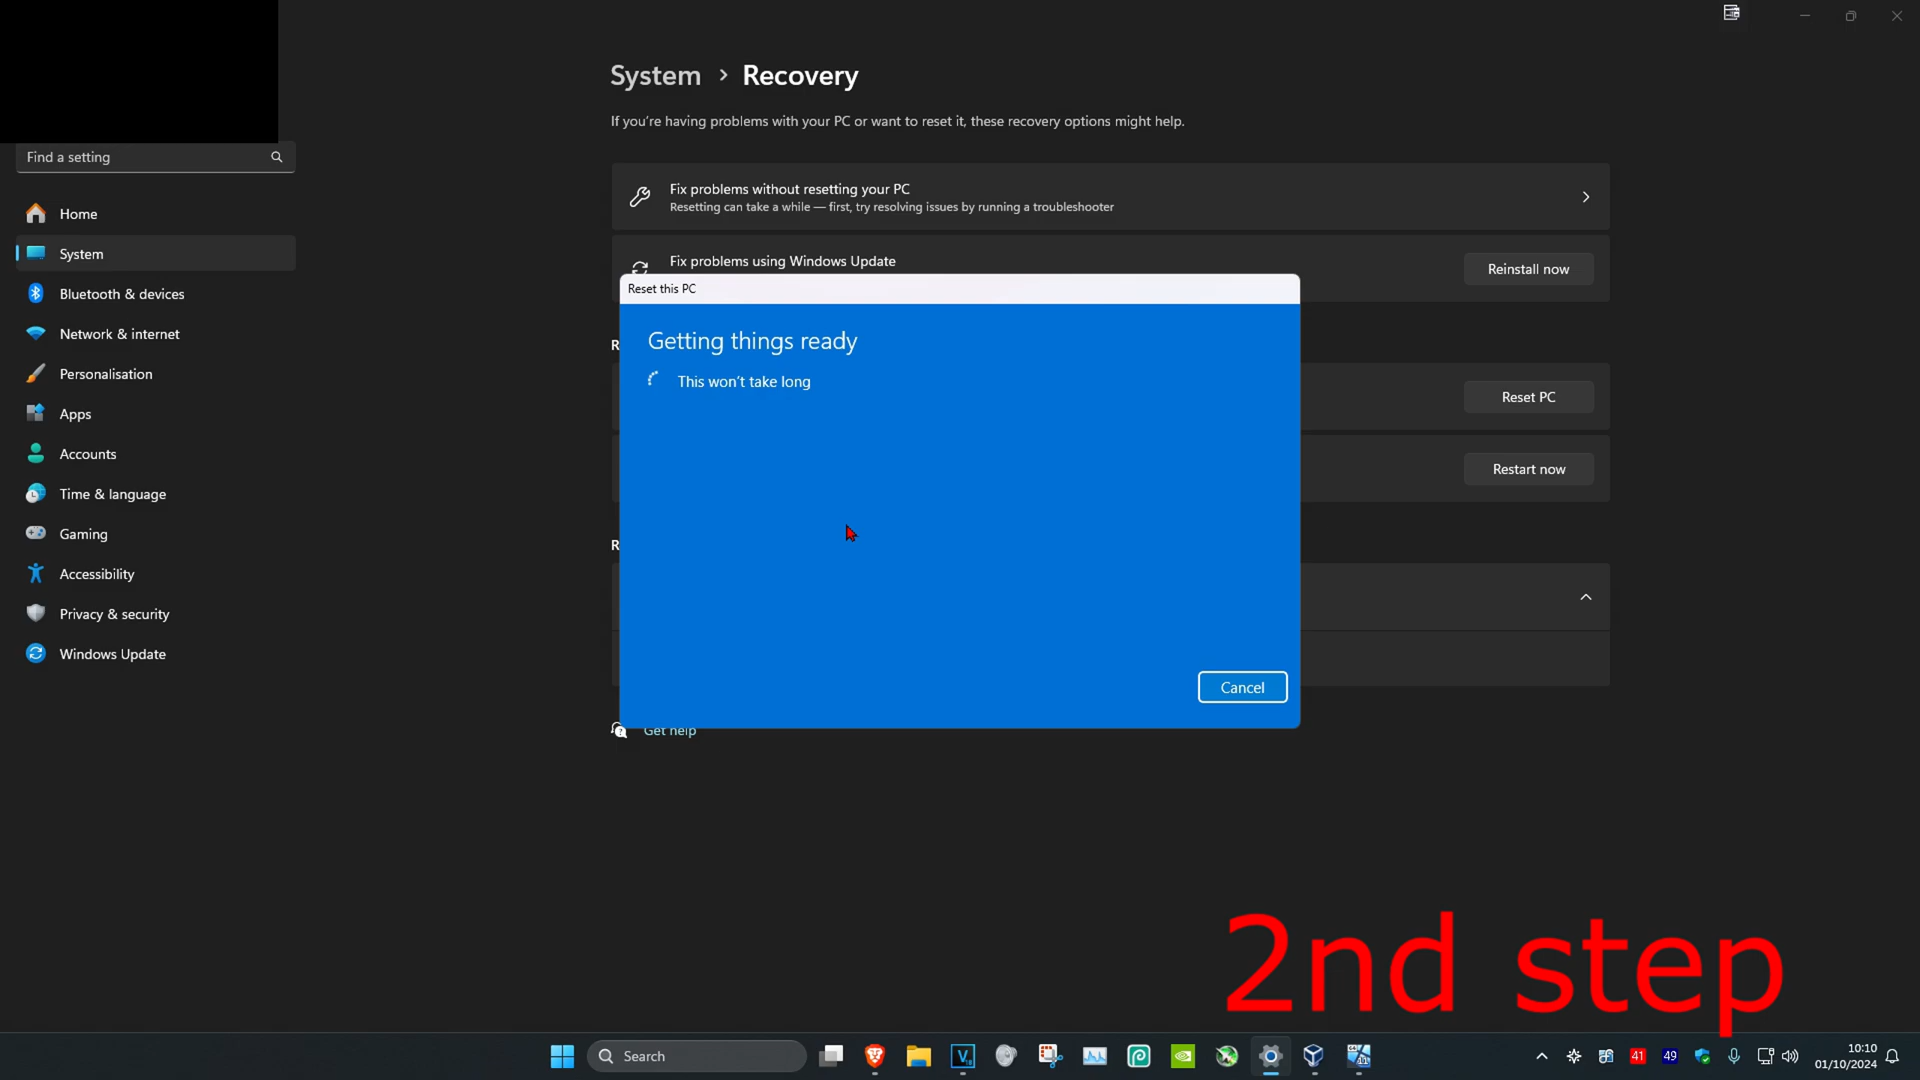 System > Recovery
If you're having problems with your PC or want to reset it, these recovery options might help.
Find a setting
Home
System
Bluetooth & devices
Network & internet
Personalisation
Apps
Accounts
Time & language
Gaming
Accessibility
Privacy & security
Windows Update
Fix problems without resetting your PC
Resetting can take a while — first, try resolving issues by running a troubleshooter
Fix problems using Windows Update
Reinstall now
Reset this PC
Getting things ready
This won't take long
Cancel
R
Reset PC
Restart now
R
Get help
2nd step
Search
41
49
10:10
01/10/2024